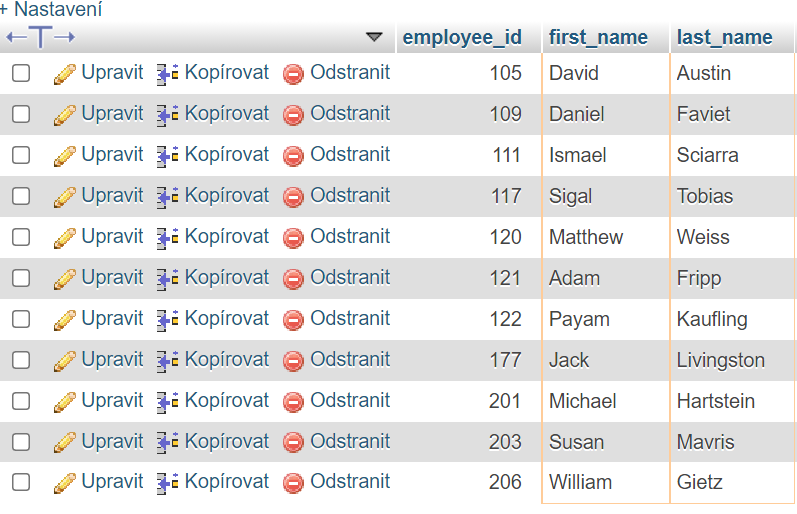 + Nastavení
employee_id first_name last_name
Upravit Kopírovat Odstranit 105 David Austin
Upravit Kopírovat Odstranit 109 Daniel Faviet
Upravit Kopírovat Odstranit 111 Ismael Sciarra
Upravit Kopírovat Odstranit 117 Sigal Tobias
Upravit Kopírovat Odstranit 120 Matthew Weiss
Upravit Kopírovat Odstranit 121 Adam Fripp
Upravit Kopírovat Odstranit 122 Payam Kaufling
Upravit Kopírovat Odstranit 177 Jack Livingston
Upravit Kopírovat Odstranit 201 Michael Hartstein
Upravit Kopírovat Odstranit 203 Susan Mavris
Upravit Kopírovat Odstranit 206 William Gietz